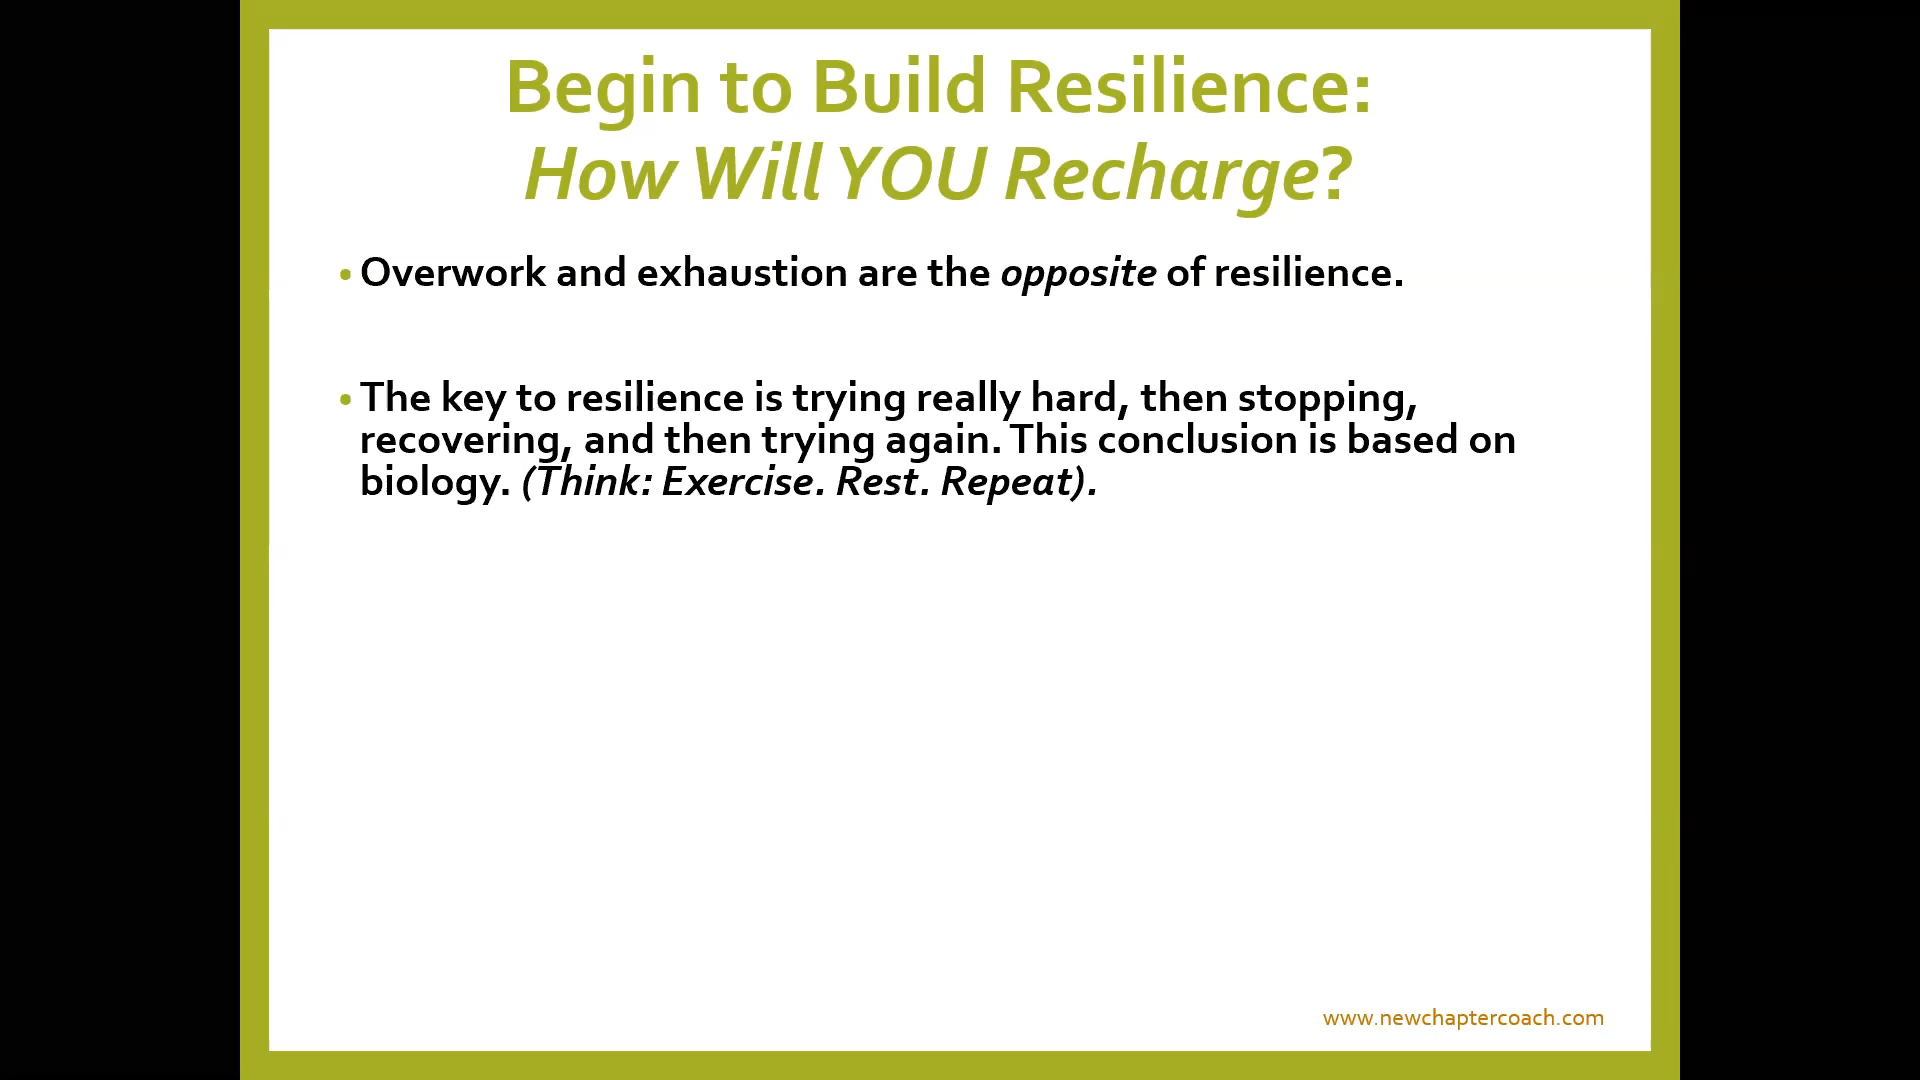 Begin to Build Resilience:
How Will YOU Recharge?
• Overwork and exhaustion are the opposite of resilience.
• The key to resilience is trying really hard, then stopping,
recovering, and then trying again. This conclusion is based on
biology. (Think: Exercise. Rest. Repeat).
www.newchaptercoach.com